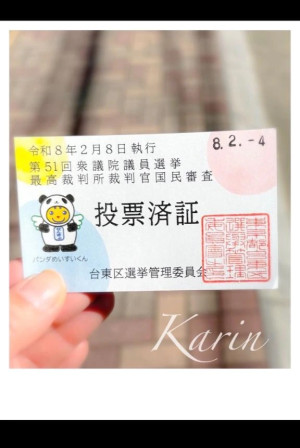 令和8年2月8日執行
8.2.-4
第51回衆議院議員選挙
最高裁判所裁判官国民審査
投票済証
パンダめいすいくん
台東区選挙管理委員会
Karin